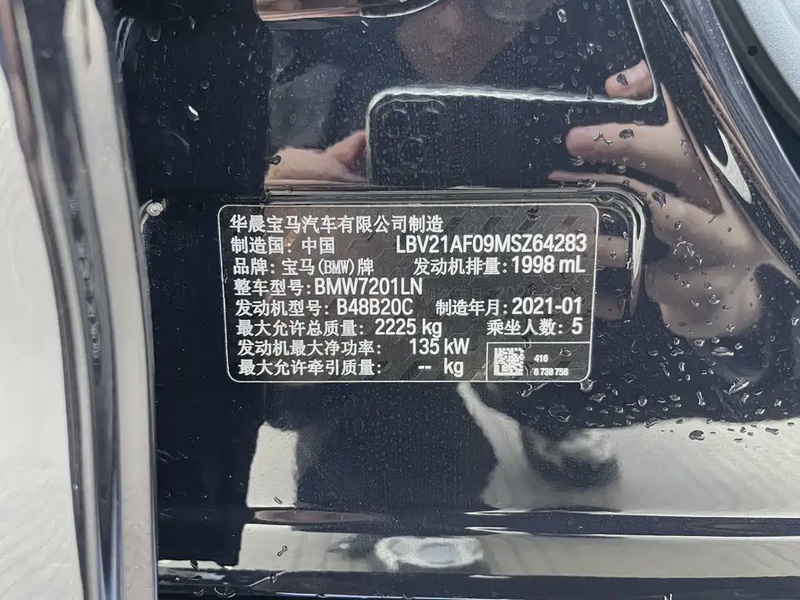 华晨宝马汽车有限公司制造
制造国: 中国 LBV21AF09MSZ64283
品牌: 宝马(BMW)牌 发动机排量: 1998 mL
整车型号: BMW7201LN
发动机型号: B48B20C 制造年月: 2021-01
最大允许总质量: 2225 kg 乘坐人数: 5
发动机最大净功率: 135 kW
416
最大允许牵引质量: -- kg
8 738 756